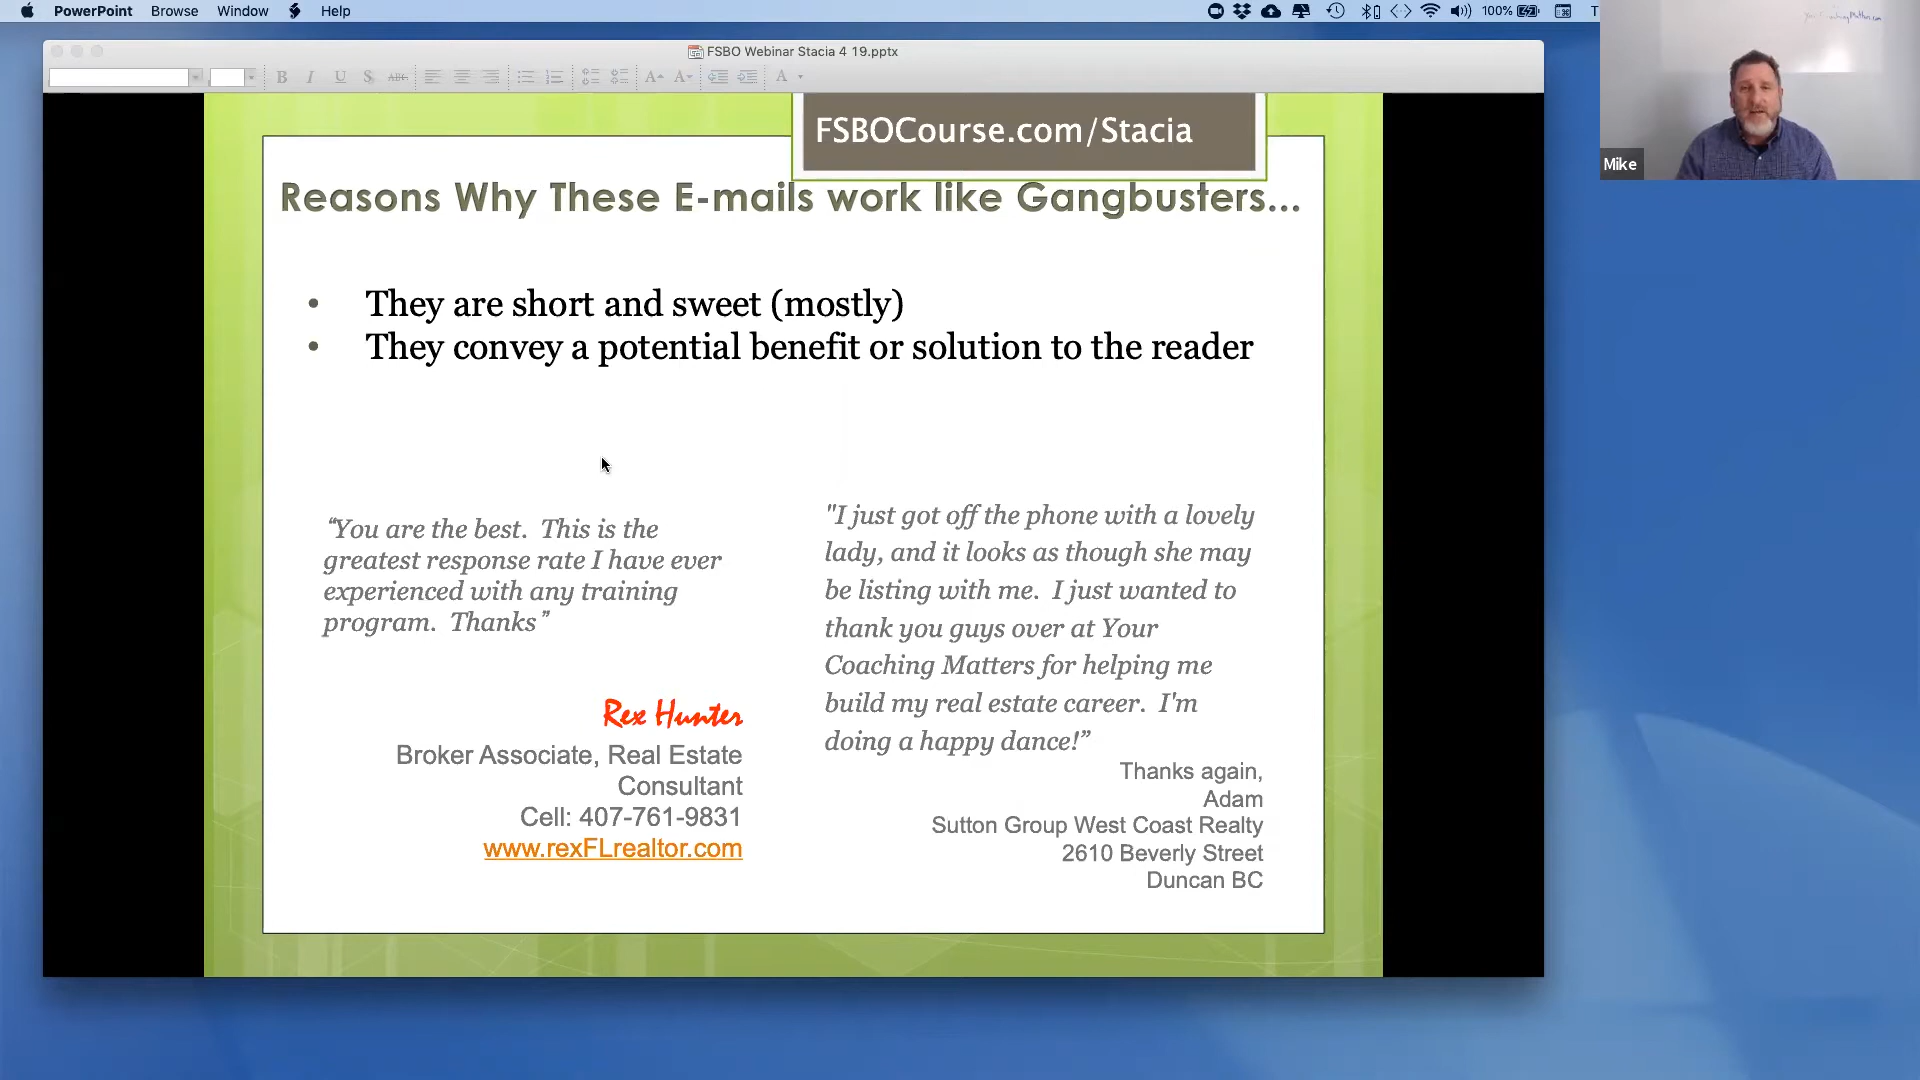 PowerPoint Browse Window Help 100%
FSBO Webinar Stacia 4 19.pptx
B I U S ABC A A A
FSBOCourse.com/Stacia
Mike
Reasons Why These E-mails work like Gangbusters...
• They are short and sweet (mostly)
• They convey a potential benefit or solution to the reader
“You are the best.  This is the
greatest response rate I have ever
experienced with any training
program.  Thanks”
Rex Hunter
Broker Associate, Real Estate
Consultant
Cell: 407-761-9831
www.rexFLrealtor.com
"I just got off the phone with a lovely
lady, and it looks as though she may
be listing with me.  I just wanted to
thank you guys over at Your
Coaching Matters for helping me
build my real estate career.  I'm
doing a happy dance!”
Thanks again,
Adam
Sutton Group West Coast Realty
2610 Beverly Street
Duncan BC